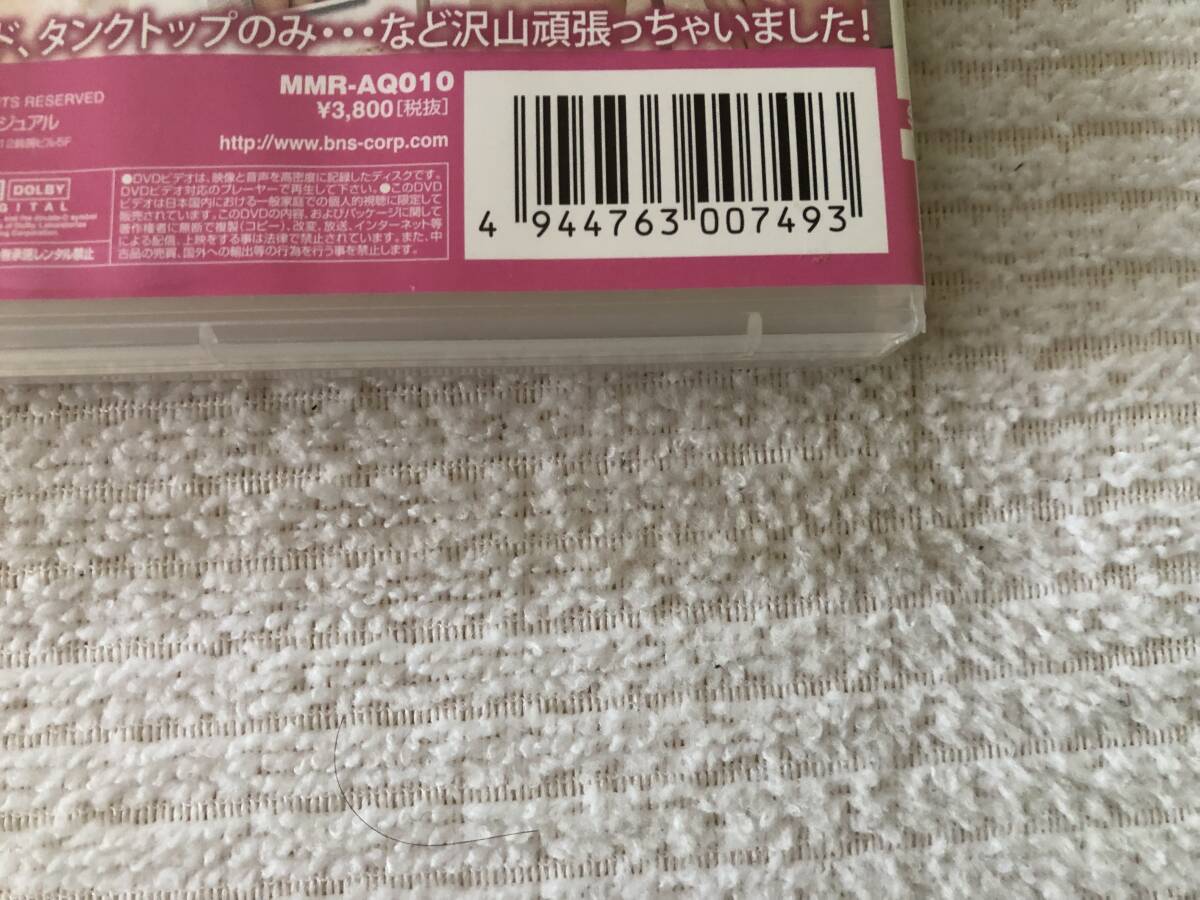 ド、タンクトップのみ・・・など沢山頑張っちゃいました!
MMR-AQ010
¥3,800[税抜]
http://www.bns-corp.com
TS RESERVED
ジュアル
DOLBY
DIGITAL
●DVDビデオは、映像と音声を高密度に記録したディスクです。
DVDビデオ対応のプレーヤーで再生して下さい。●このDVD
ビデオは日本国内における一般家庭での個人的視聴に限定して
販売されています。このDVDの内容、およびパッケージに関して
著作権者に無断で複製(コピー)、改変、放送、インターネット等
による配信、上映をする事は法律で禁止されています。また、中
古品の売買、国外への輸出等の行為を行う事を禁止します。
承認レンタル禁止
4 944763 007493